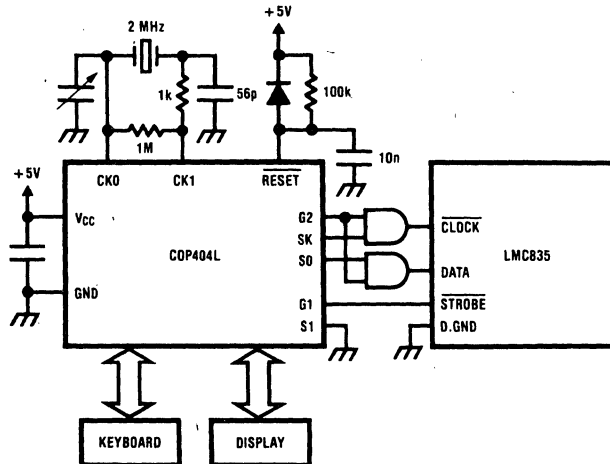 +5V
2 MHz
1k
56p
100k
1M
10n
+5V
CK0
CK1
RESET
VCC
G2
CLOCK
SK
COP404L
LMC835
SO
DATA
GND
G1
STROBE
S1
D.GND
KEYBOARD
DISPLAY